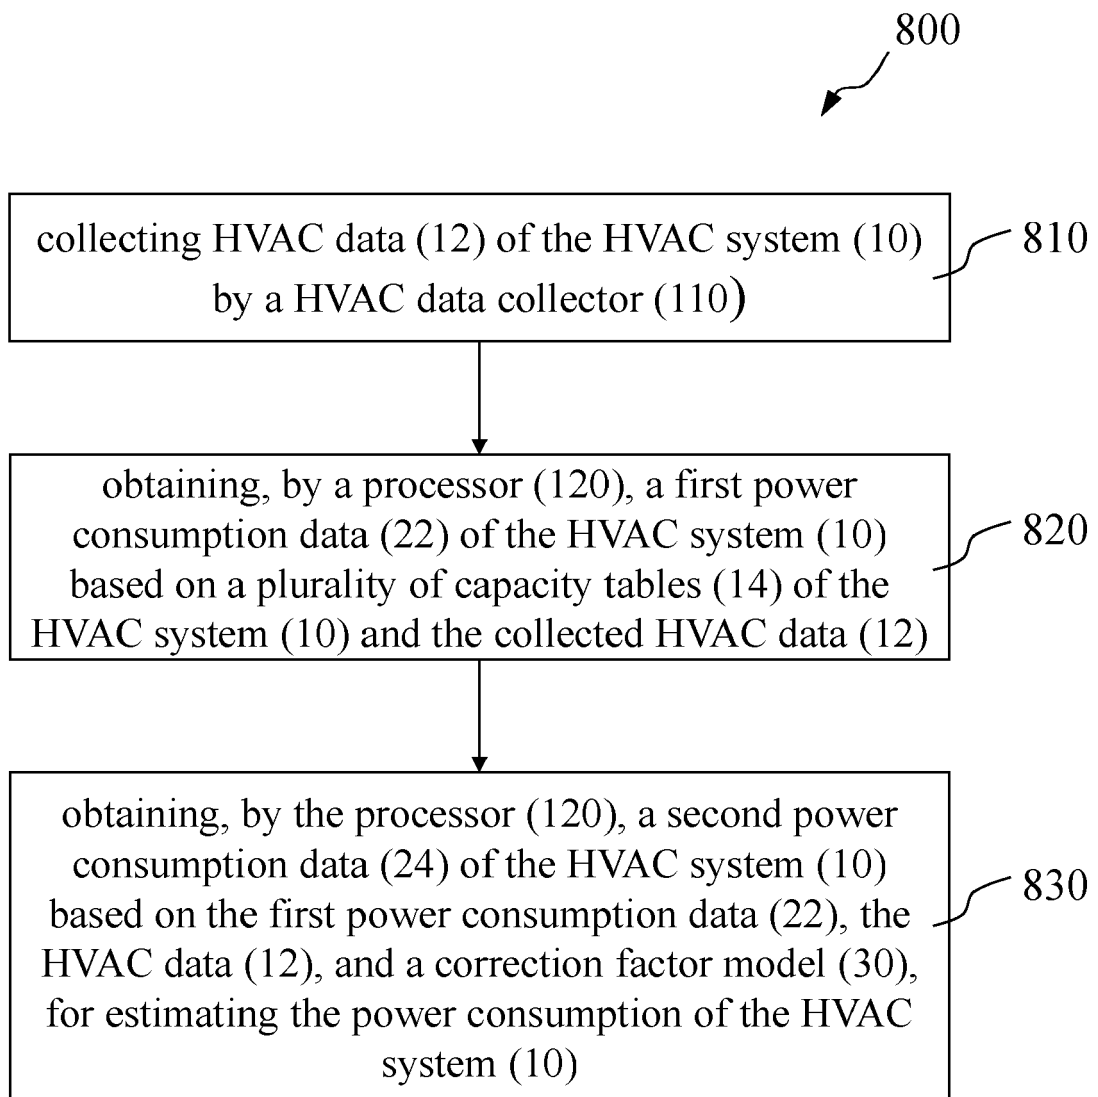 800
collecting HVAC data (12) of the HVAC system (10)
by a HVAC data collector (110)
810
obtaining, by a processor (120), a first power
consumption data (22) of the HVAC system (10)
based on a plurality of capacity tables (14) of the
HVAC system (10) and the collected HVAC data (12)
820
obtaining, by the processor (120), a second power
consumption data (24) of the HVAC system (10)
based on the first power consumption data (22), the
HVAC data (12), and a correction factor model (30),
for estimating the power consumption of the HVAC
system (10)
830